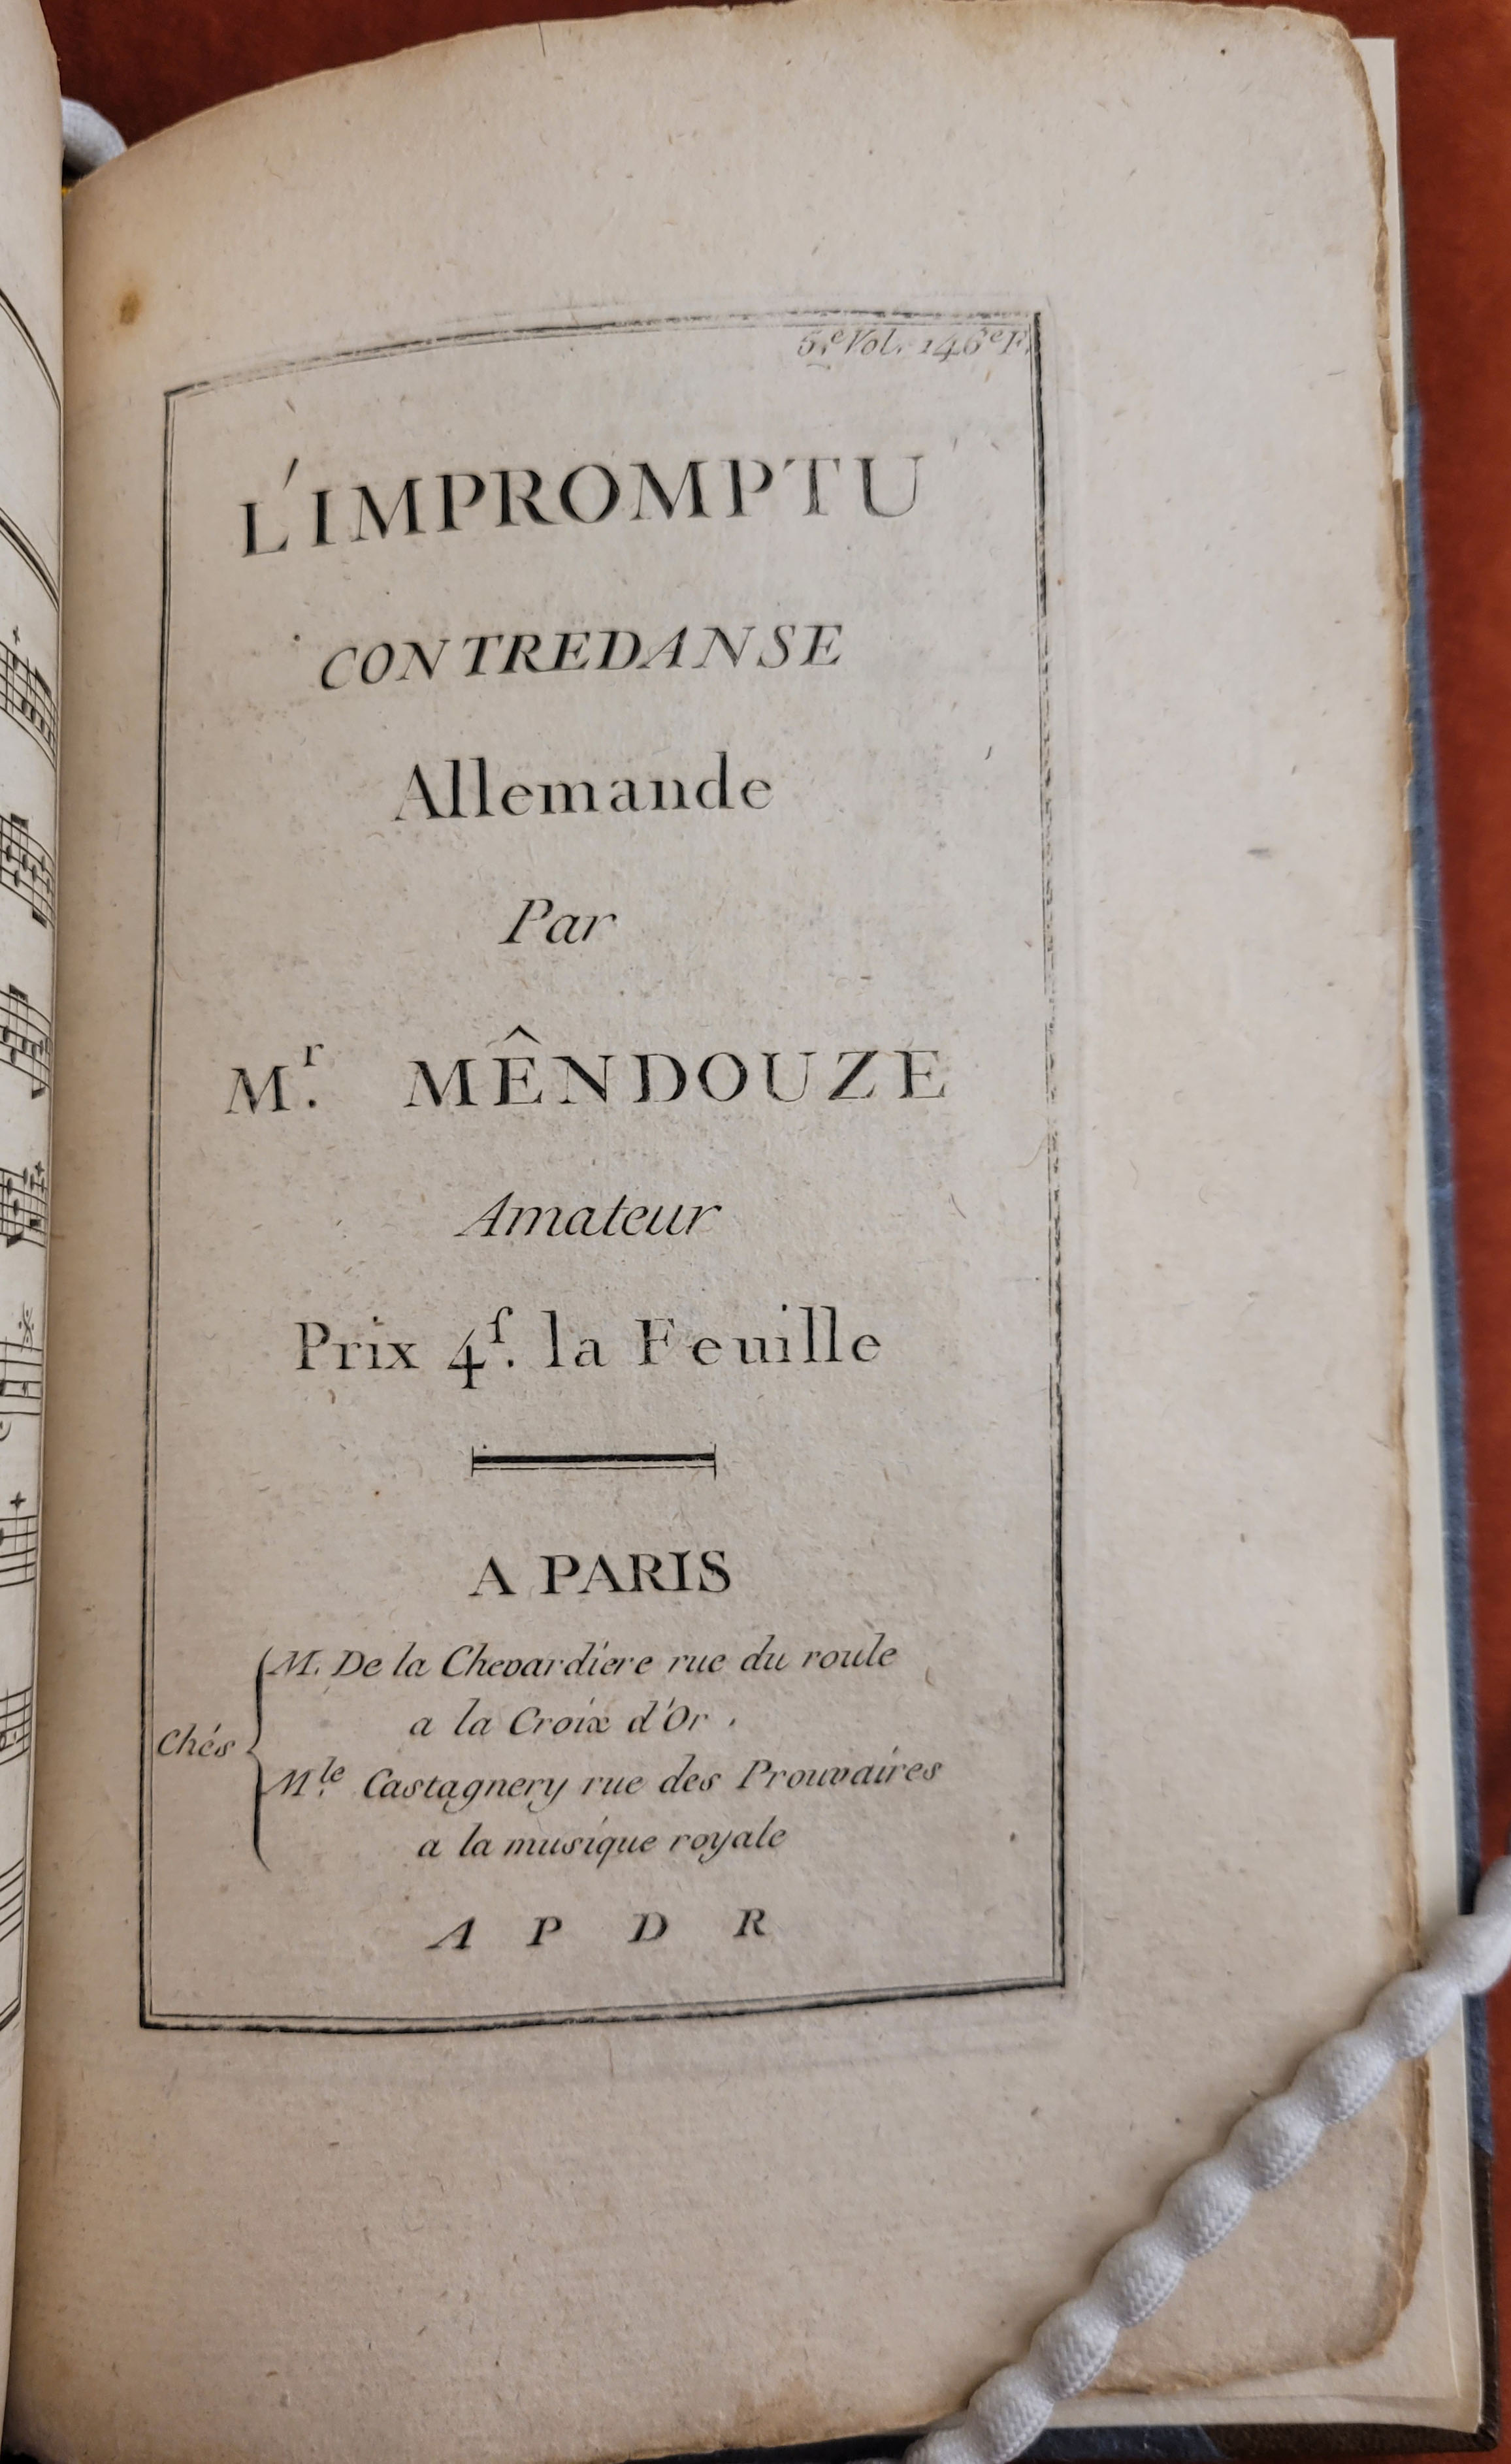 5.e Vol. 146e F.
L'IMPROMPTU
CONTREDANSE
Allemande
Par
M.r MÊNDOUZE
Amateur
Prix 4.ſ la Feuille
A PARIS
Chés
M. De la Chevardiere rue du roule
a la Croix d'Or.
M.le Castagnery rue des Prouvaires
a la musique royale
A P D R